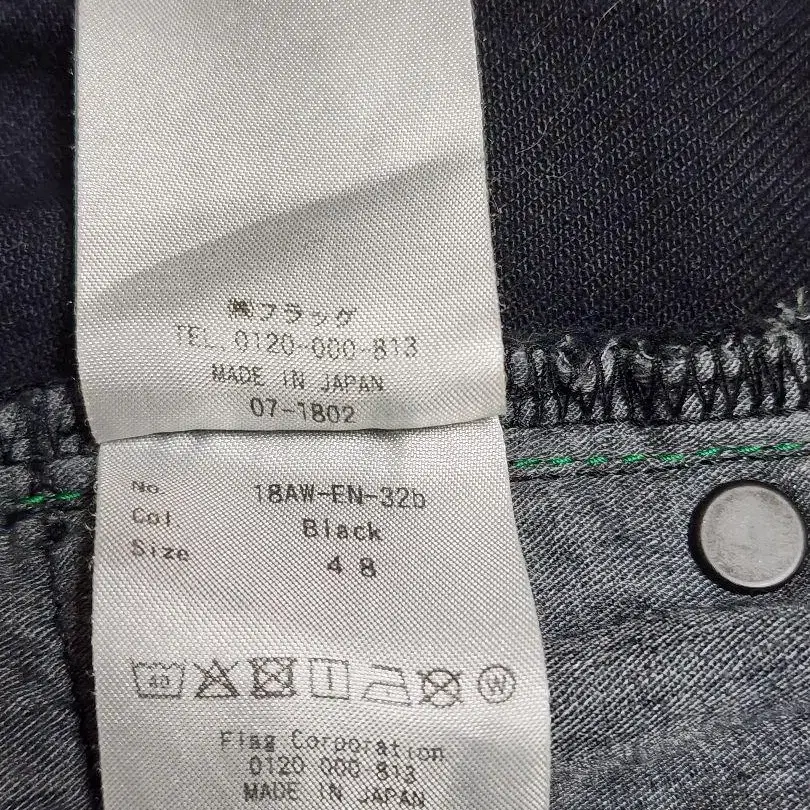 ㈱フラッグ
TEL.0120-000-813
MADE IN JAPAN
07-1802
No. 18AW-EN-32b
Col Black
Size 48
40 W
Flag Corporation
0120 000 813
MADE IN JAPAN